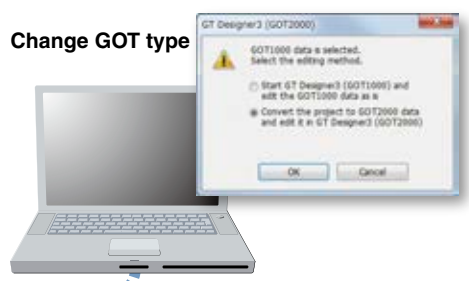 Change GOT type
GT Designer3 (GOT2000)
GOT1000 data is selected.
Select the editing method.
Start GT Designer3 (GOT1000) and
edit the GOT1000 data as is
Convert the project to GOT2000 data
and edit it in GT Designer3 (GOT2000)
OK
Cancel